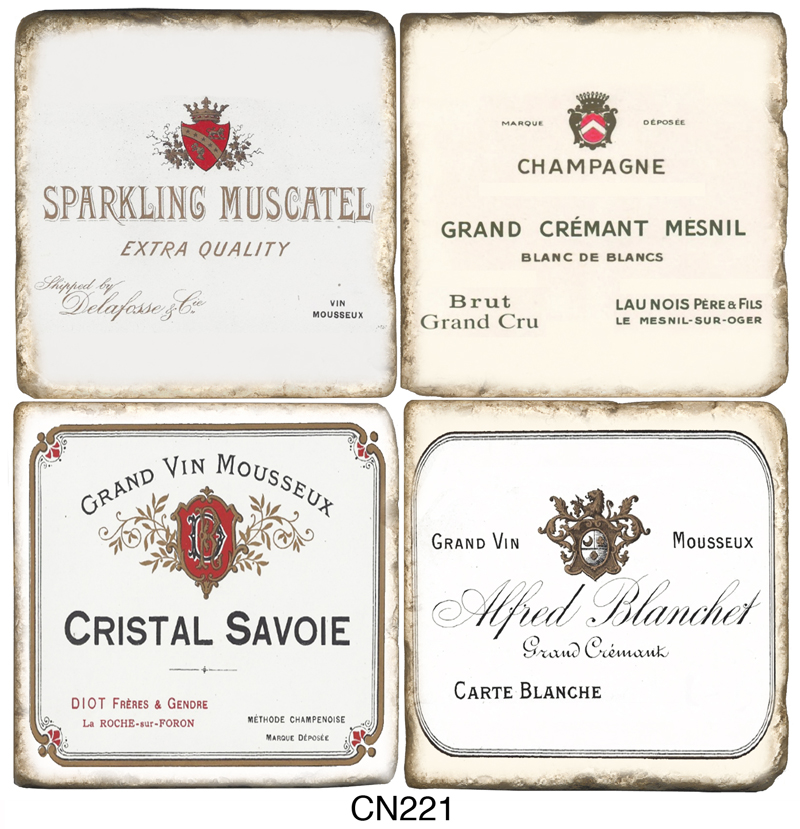 SPARKLING MUSCATEL
EXTRA QUALITY
Shipped by
Delafosse & Cie
VIN
MOUSSEUX
MARQUE DÉPOSÉE
CHAMPAGNE
GRAND CRÉMANT MESNIL
BLANC DE BLANCS
Brut
Grand Cru
LAUNOIS PÈRE & FILS
LE MESNIL-SUR-OGER
GRAND VIN MOUSSEUX
CRISTAL SAVOIE
DIOT FRÈRES & GENDRE
LA ROCHE-sur-FORON
MÉTHODE CHAMPENOISE
MARQUE DÉPOSÉE
GRAND VIN MOUSSEUX
Alfred Blanchet
Grand Crémant
CARTE BLANCHE
CN221